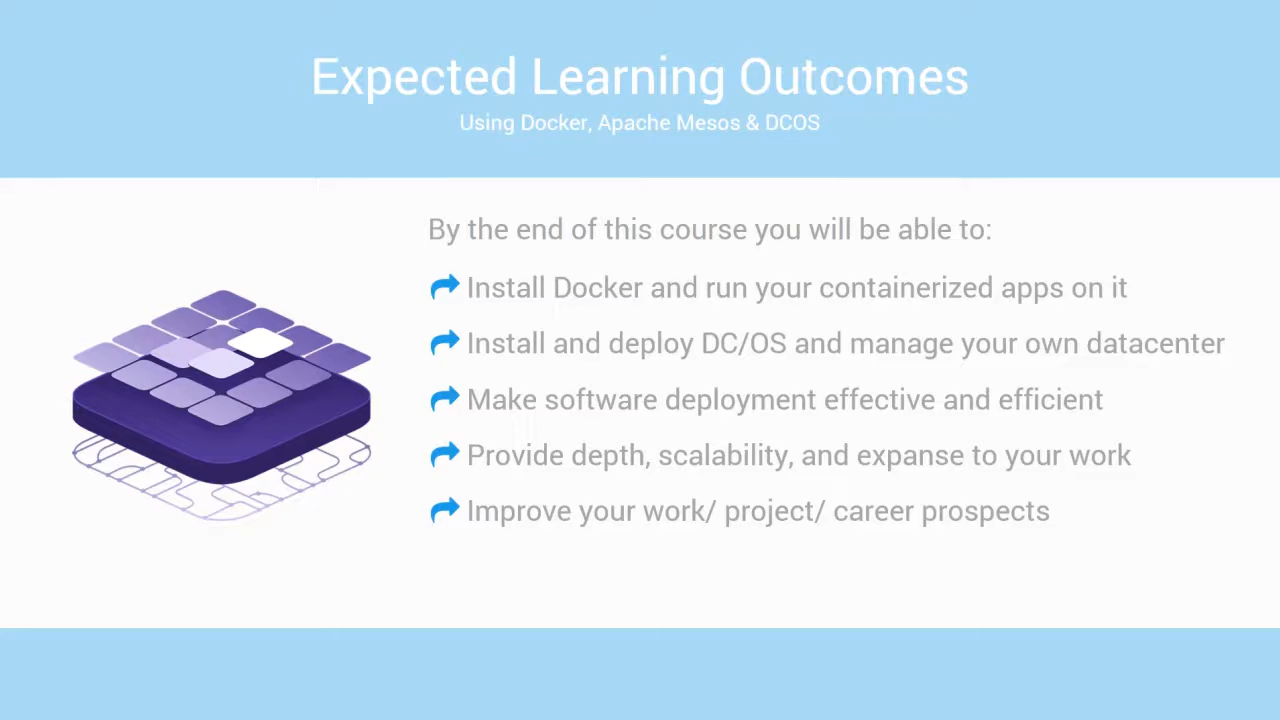 Expected Learning Outcomes
Using Docker, Apache Mesos & DCOS
By the end of this course you will be able to:
Install Docker and run your containerized apps on it
Install and deploy DC/OS and manage your own datacenter
Make software deployment effective and efficient
Provide depth, scalability, and expanse to your work
Improve your work/ project/ career prospects